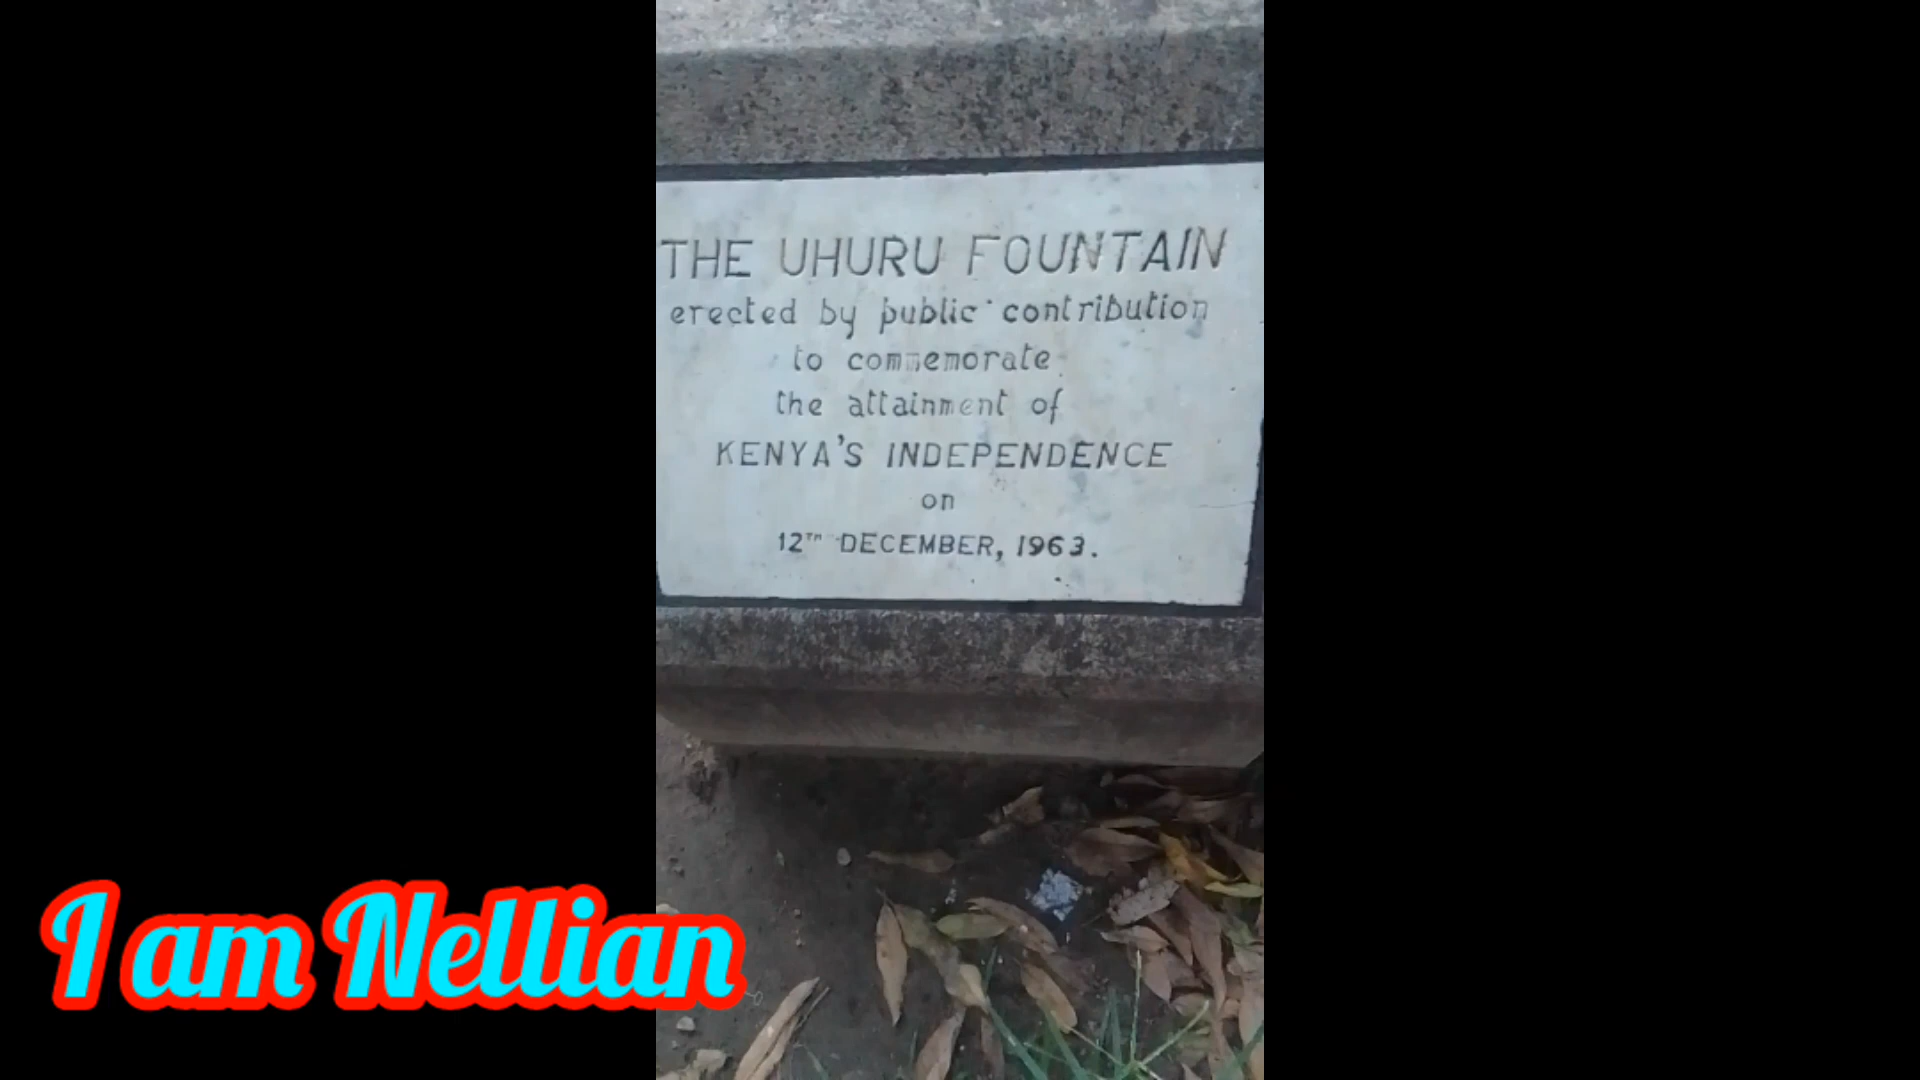 THE UHURU FOUNTAIN
erected by public contribution
to commemorate
the attainment of
KENYA'S INDEPENDENCE
on
12TH DECEMBER, 1963.
I am Nellian